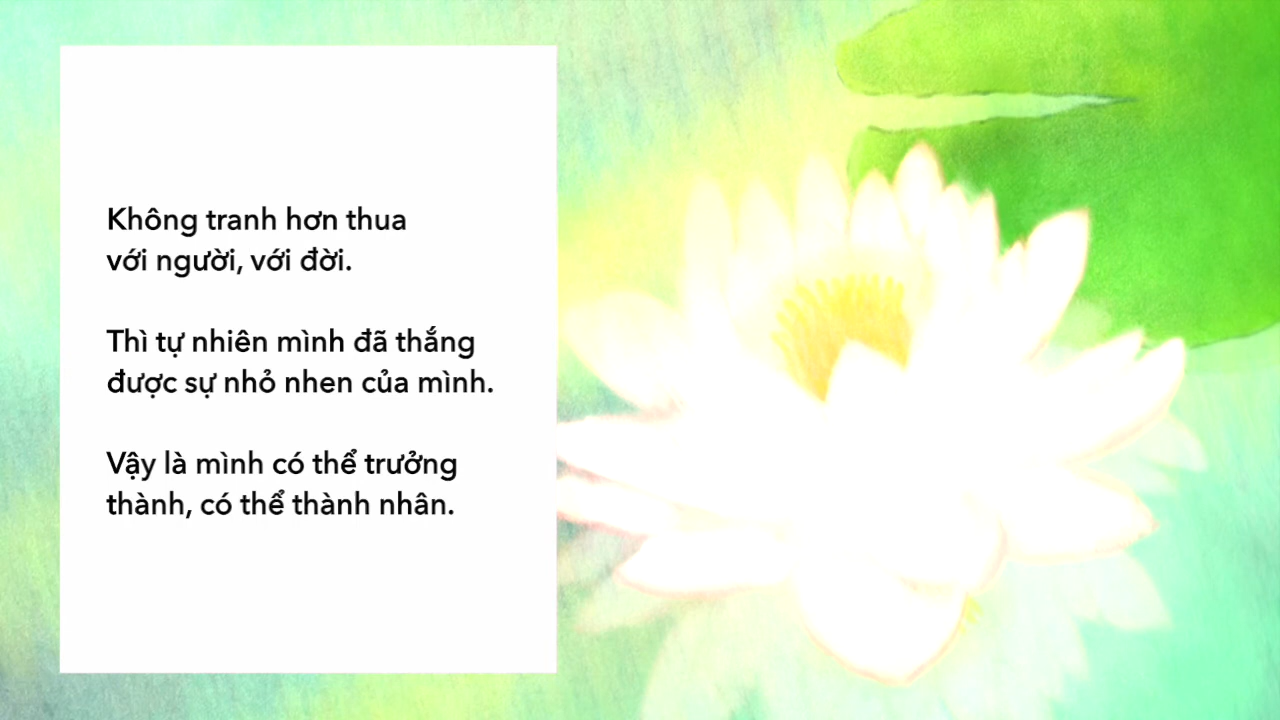 Không tranh hơn thua
với người, với đời.
Thì tự nhiên mình đã thắng
được sự nhỏ nhen của mình.
Vậy là mình có thể trưởng
thành, có thể thành nhân.